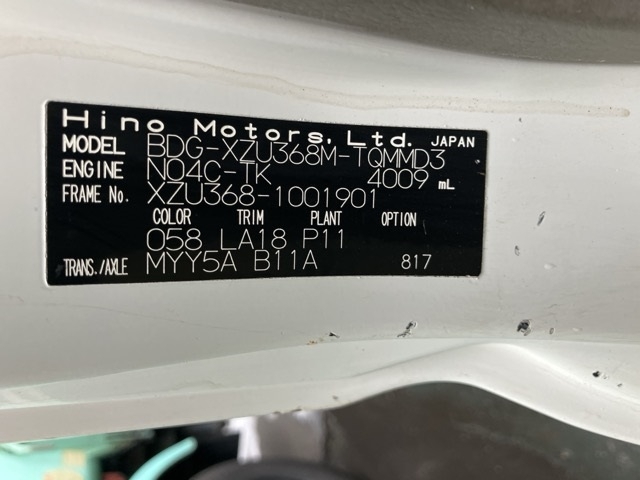 Hino Motors, Ltd. JAPAN
MODEL BDG-XZU368M-TQMMD3
ENGINE N04C-TK 4009 mL
FRAME No. XZU368-1001901
COLOR TRIM PLANT OPTION
058 LA18 P11
TRANS./AXLE MYY5A B11A 817